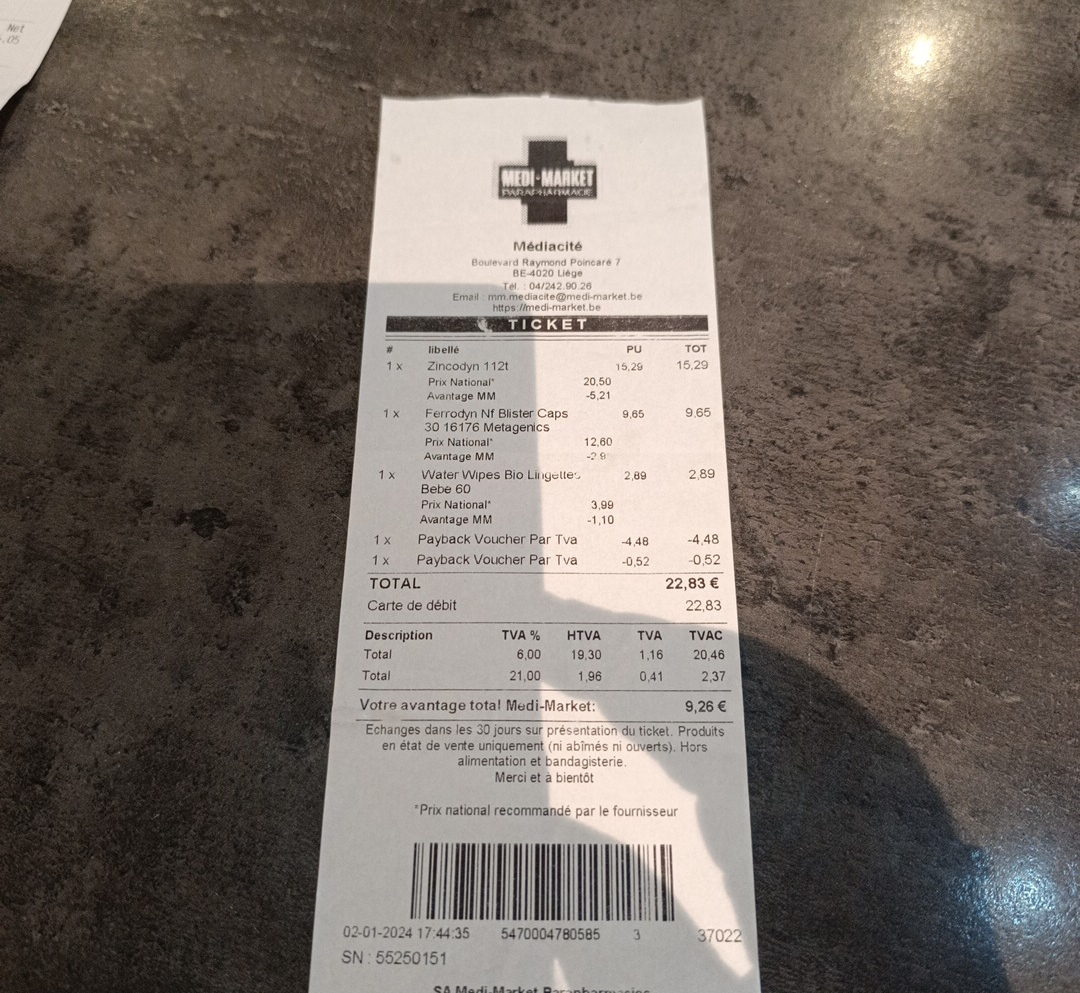 Net
.05
MEDI-MARKET
PARAPHARMACIE
Médiacité
Boulevard Raymond Poincaré 7
BE-4020 Liège
Tél. : 04/242.90.26
Email : mm.mediacite@medi-market.be
https://medi-market.be
TICKET
# libellé PU TOT
1 x Zincodyn 112t 15,29 15,29
Prix National* 20,50
Avantage MM -5,21
1 x Ferrodyn Nf Blister Caps 9,65 9,65
30 16176 Metagenics
Prix National* 12,60
Avantage MM
1 x Water Wipes Bio Lingettes 2,89 2,89
Bebe 60
Prix National* 3,99
Avantage MM -1,10
1 x Payback Voucher Par Tva -4,48 -4,48
1 x Payback Voucher Par Tva -0,52 -0,52
TOTAL 22,83 €
Carte de débit 22,83
Description TVA % HTVA TVA TVAC
Total 6,00 19,30 1,16 20,46
Total 21,00 1,96 0,41 2,37
Votre avantage total Medi-Market: 9,26 €
Echanges dans les 30 jours sur présentation du ticket. Produits
en état de vente uniquement (ni abîmés ni ouverts). Hors
alimentation et bandagisterie.
Merci et à bientôt
*Prix national recommandé par le fournisseur
02-01-2024 17:44:35 5470004780585 3 37022
SN : 55250151
SA Medi-Market Parapharmacies